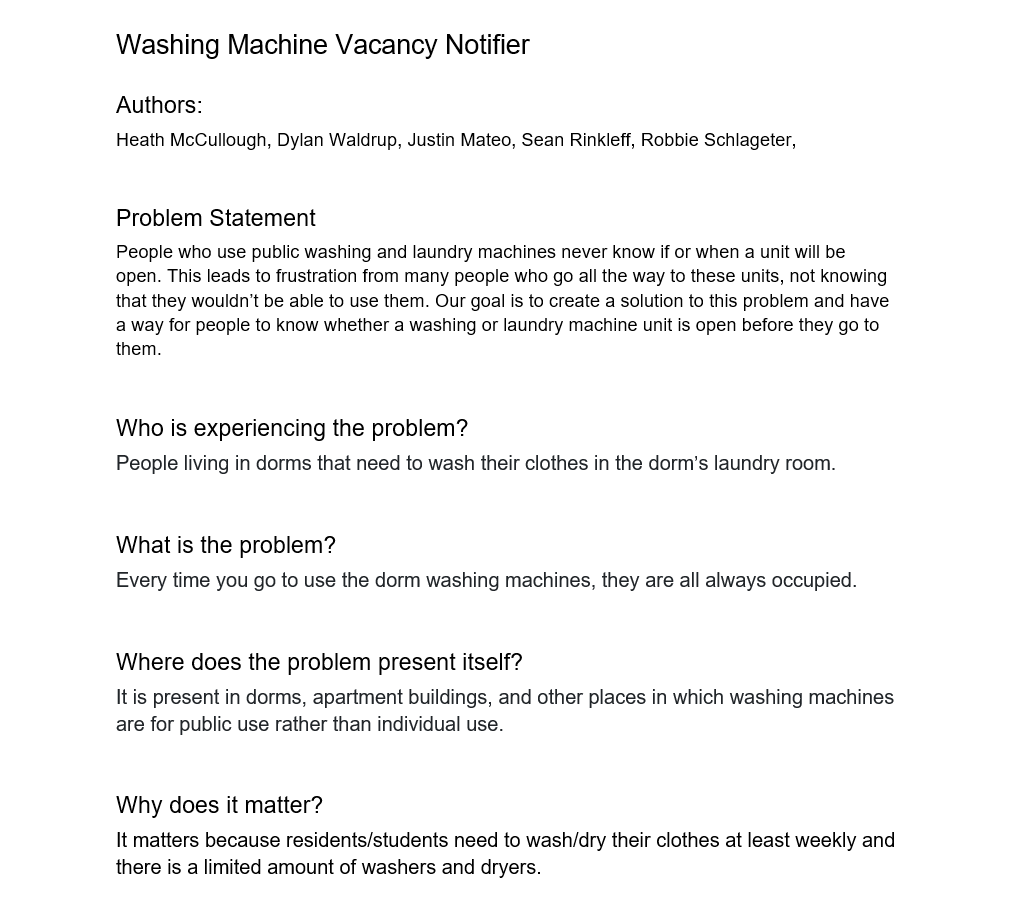 Washing Machine Vacancy Notifier
Authors:
Heath McCullough, Dylan Waldrup, Justin Mateo, Sean Rinkleff, Robbie Schlageter,
Problem Statement
People who use public washing and laundry machines never know if or when a unit will be
open. This leads to frustration from many people who go all the way to these units, not knowing
that they wouldn’t be able to use them. Our goal is to create a solution to this problem and have
a way for people to know whether a washing or laundry machine unit is open before they go to
them.
Who is experiencing the problem?
People living in dorms that need to wash their clothes in the dorm’s laundry room.
What is the problem?
Every time you go to use the dorm washing machines, they are all always occupied.
Where does the problem present itself?
It is present in dorms, apartment buildings, and other places in which washing machines
are for public use rather than individual use.
Why does it matter?
It matters because residents/students need to wash/dry their clothes at least weekly and
there is a limited amount of washers and dryers.